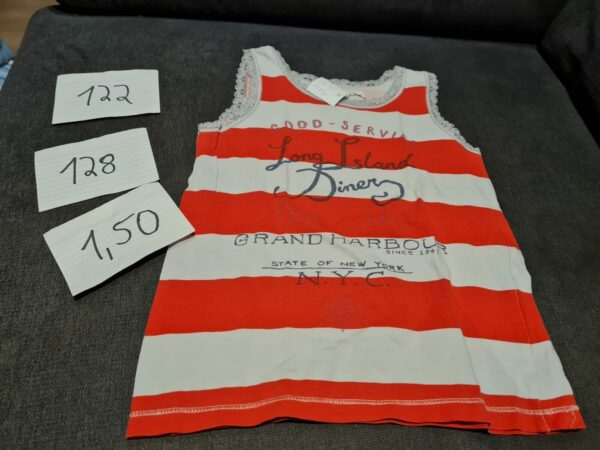 122
128
1,50
GOOD-SERVI
Long Island
Diner
GRAND HARBOUR
SINCE 194
STATE OF NEW YORK
N.Y.C.